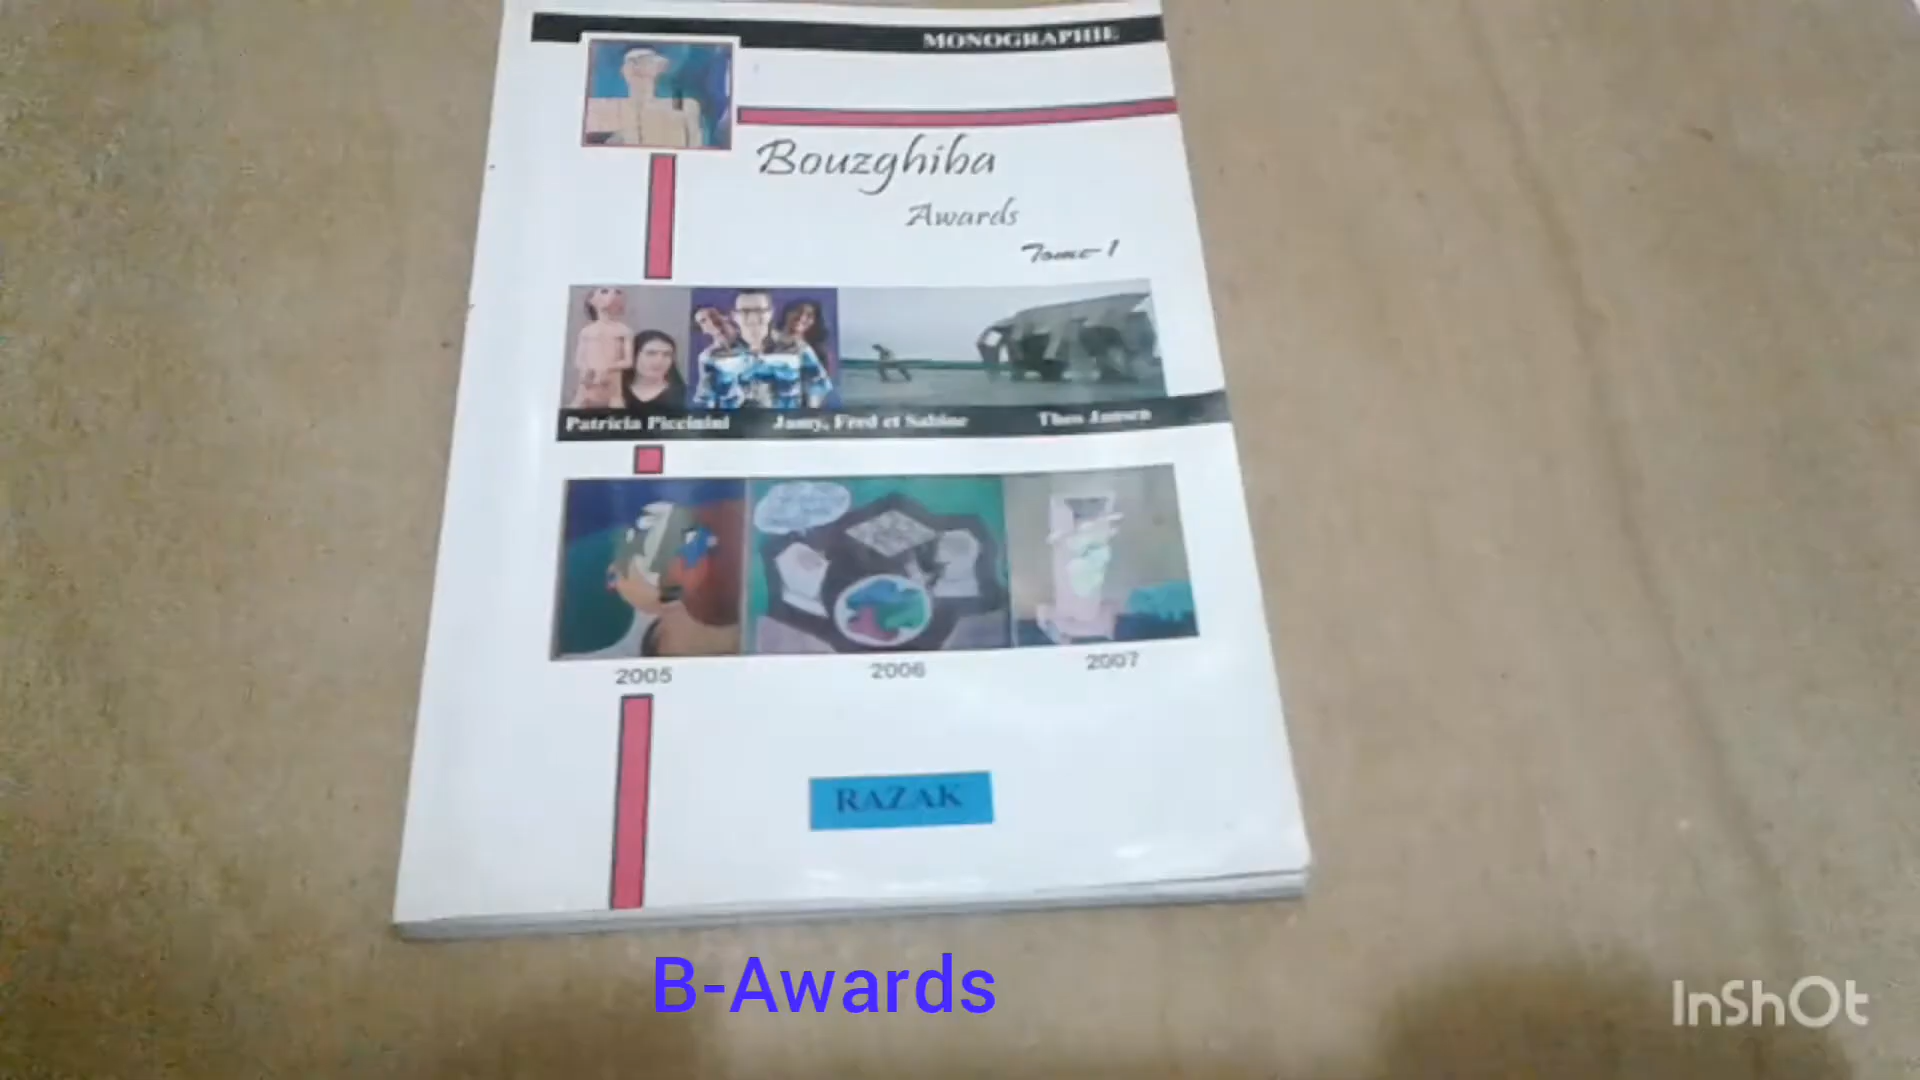 MONOGRAPHIE
Bouzghiba
Awards
Tome 1
Patricia Piccinini Jamy, Fred et Sabine Theo Jansen
2005 2006 2007
RAZAK
B-Awards
InShOt